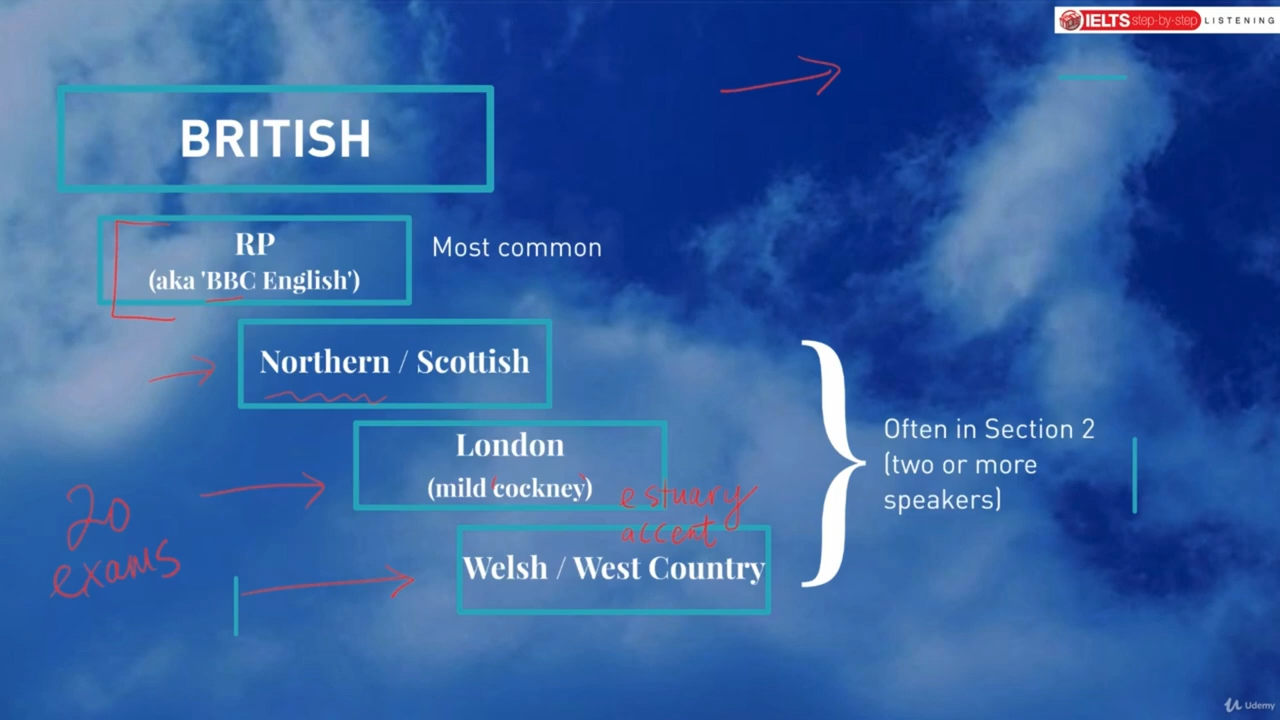 IELTS step-by-step LISTENING
BRITISH
RP
(aka 'BBC English')
Most common
Northern / Scottish
London
(mild 'cockney')
estuary
accent
Welsh / West Country
Often in Section 2
(two or more
speakers)
20
exams
Udemy